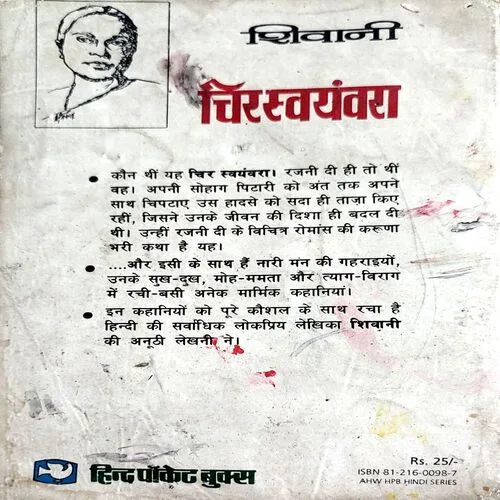 शिवानी
चिरस्वयंवरा
• कौन थीं यह चिर स्वयंवरा। रजनी दी ही तो थीं
वह। अपनी सोहाग पिटारी को अंत तक अपने
साथ चिपटाए उस हादसे को सदा ही ताज़ा किए
रहीं, जिसने उनके जीवन की दिशा ही बदल दी
थी। उन्हीं रजनी दी के विचित्र रोमांस की करूणा
भरी कथा है यह।
• ....और इसी के साथ हैं नारी मन की गहराइयों,
उनके सुख-दुख, मोह-ममता और त्याग-विराग
में रची-बसी अनेक मार्मिक कहानियां।
• इन कहानियों को पूरे कौशल के साथ रचा है
हिन्दी की सर्वाधिक लोकप्रिय लेखिका शिवानी
की अनूठी लेखनी ने।
हिन्द पॉकेट बुक्स
Rs. 25/-
ISBN 81-216-0098-7
AHW HPB HINDI SERIES